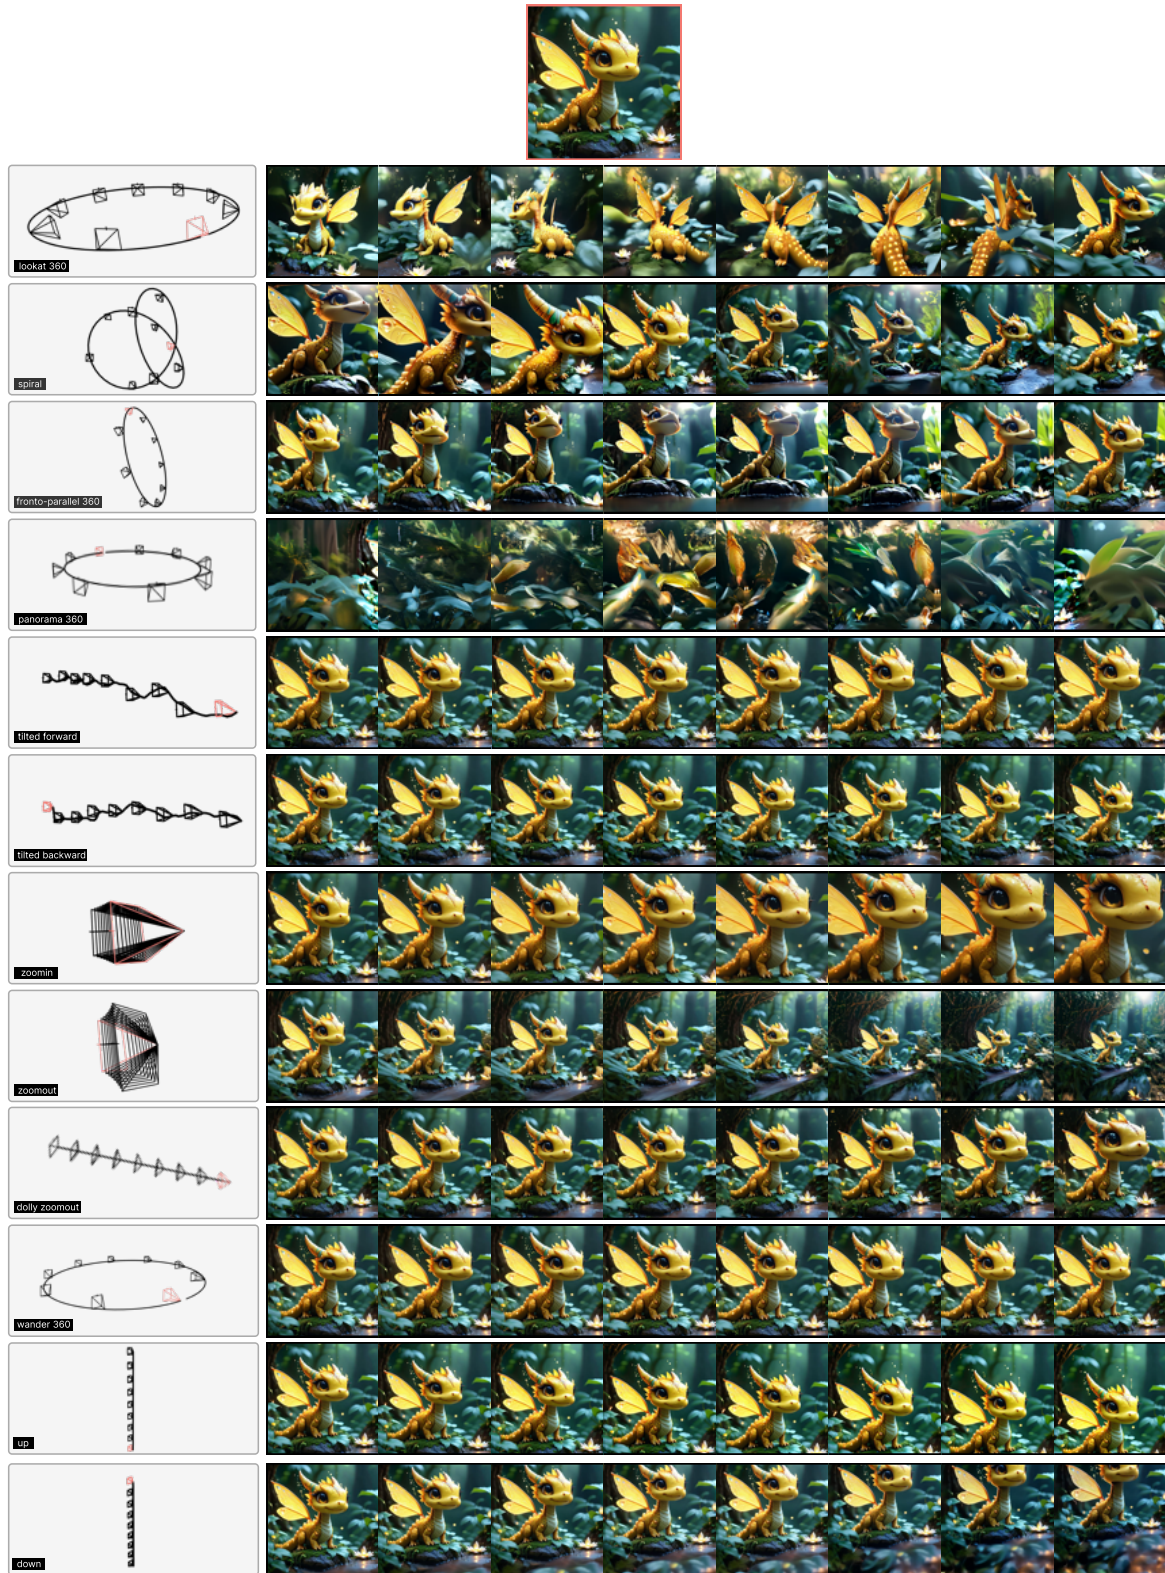 lookat 360
spiral
fronto-parallel 360
panorama 360
tilted forward
tilted backward
zoomin
zoomout
dolly zoomout
wander 360
up
down